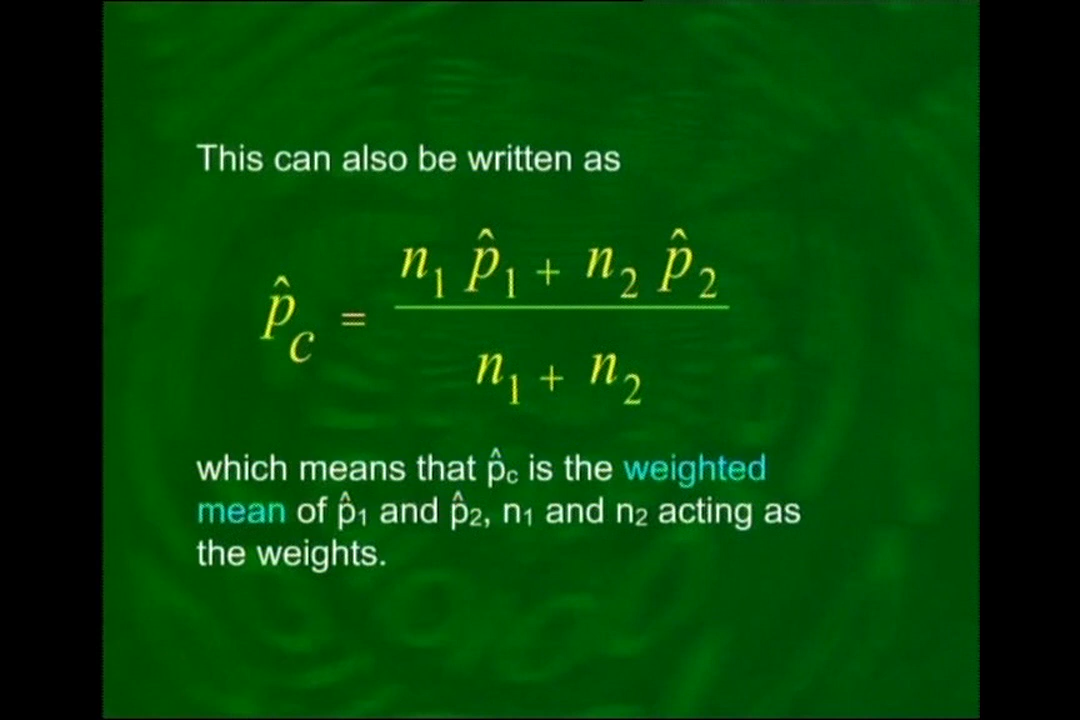 This can also be written as
p̂c = (n1 p̂1 + n2 p̂2) / (n1 + n2)
which means that p̂c is the weighted
mean of p̂1 and p̂2, n1 and n2 acting as
the weights.